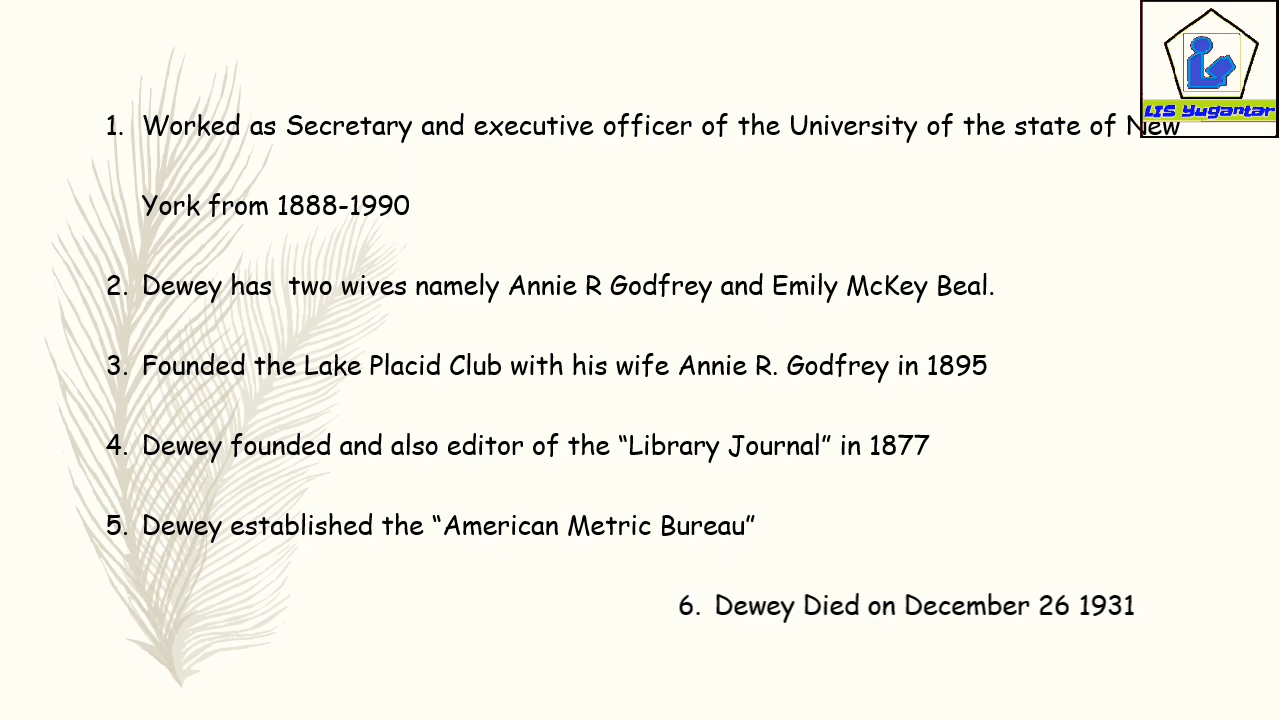 LIS Yugantar
1. Worked as Secretary and executive officer of the University of the state of New
York from 1888-1990
2. Dewey has two wives namely Annie R Godfrey and Emily McKey Beal.
3. Founded the Lake Placid Club with his wife Annie R. Godfrey in 1895
4. Dewey founded and also editor of the “Library Journal” in 1877
5. Dewey established the “American Metric Bureau”
6. Dewey Died on December 26 1931